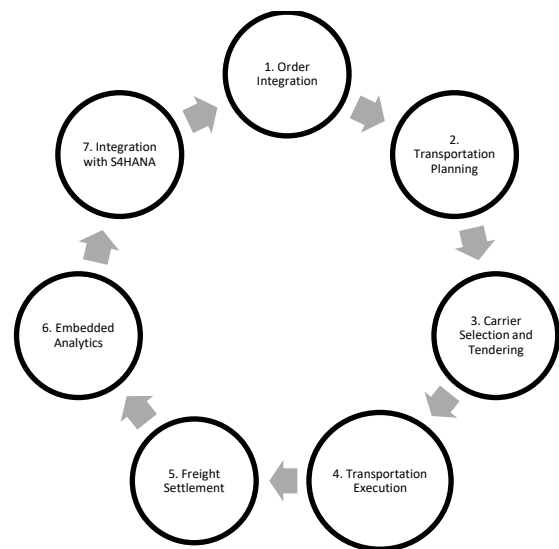 1. Order
Integration
2.
Transportation
Planning
3. Carrier
Selection and
Tendering
4. Transportation
Execution
5. Freight
Settlement
6. Embedded
Analytics
7. Integration
with S4HANA